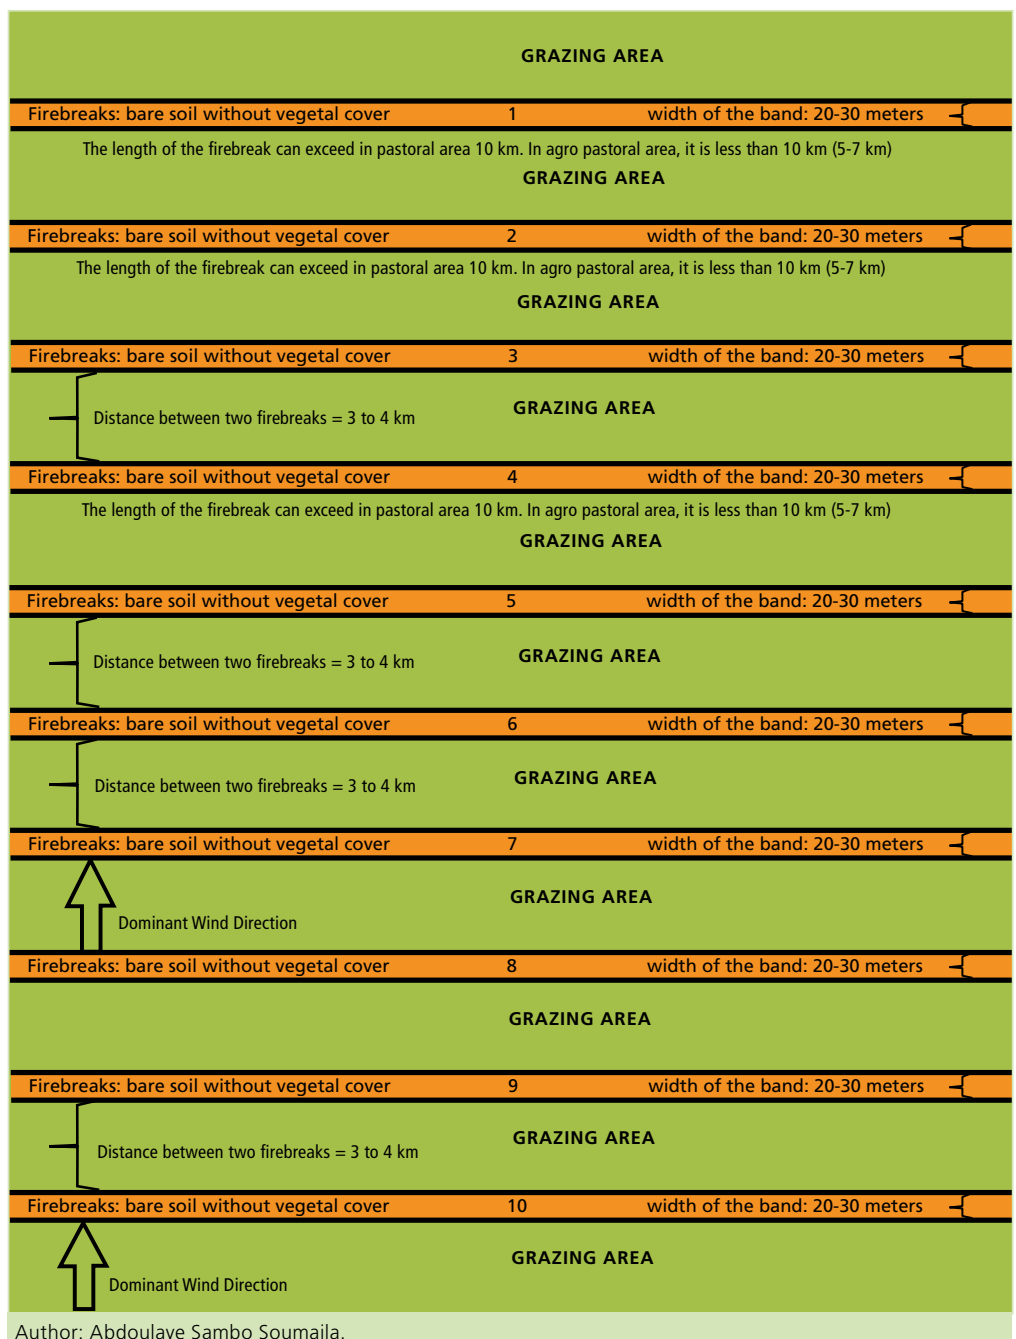 GRAZING AREA
Firebreaks: bare soil without vegetal cover 1 width of the band: 20-30 meters
The length of the firebreak can exceed in pastoral area 10 km. In agro pastoral area, it is less than 10 km (5-7 km)
GRAZING AREA
Firebreaks: bare soil without vegetal cover 2 width of the band: 20-30 meters
The length of the firebreak can exceed in pastoral area 10 km. In agro pastoral area, it is less than 10 km (5-7 km)
GRAZING AREA
Firebreaks: bare soil without vegetal cover 3 width of the band: 20-30 meters
GRAZING AREA
Distance between two firebreaks = 3 to 4 km
Firebreaks: bare soil without vegetal cover 4 width of the band: 20-30 meters
The length of the firebreak can exceed in pastoral area 10 km. In agro pastoral area, it is less than 10 km (5-7 km)
GRAZING AREA
Firebreaks: bare soil without vegetal cover 5 width of the band: 20-30 meters
Distance between two firebreaks = 3 to 4 km GRAZING AREA
Firebreaks: bare soil without vegetal cover 6 width of the band: 20-30 meters
Distance between two firebreaks = 3 to 4 km GRAZING AREA
Firebreaks: bare soil without vegetal cover 7 width of the band: 20-30 meters
GRAZING AREA
Dominant Wind Direction
Firebreaks: bare soil without vegetal cover 8 width of the band: 20-30 meters
GRAZING AREA
Firebreaks: bare soil without vegetal cover 9 width of the band: 20-30 meters
GRAZING AREA
Distance between two firebreaks = 3 to 4 km
Firebreaks: bare soil without vegetal cover 10 width of the band: 20-30 meters
GRAZING AREA
Dominant Wind Direction
Author: Abdoulaye Sambo Soumaila.